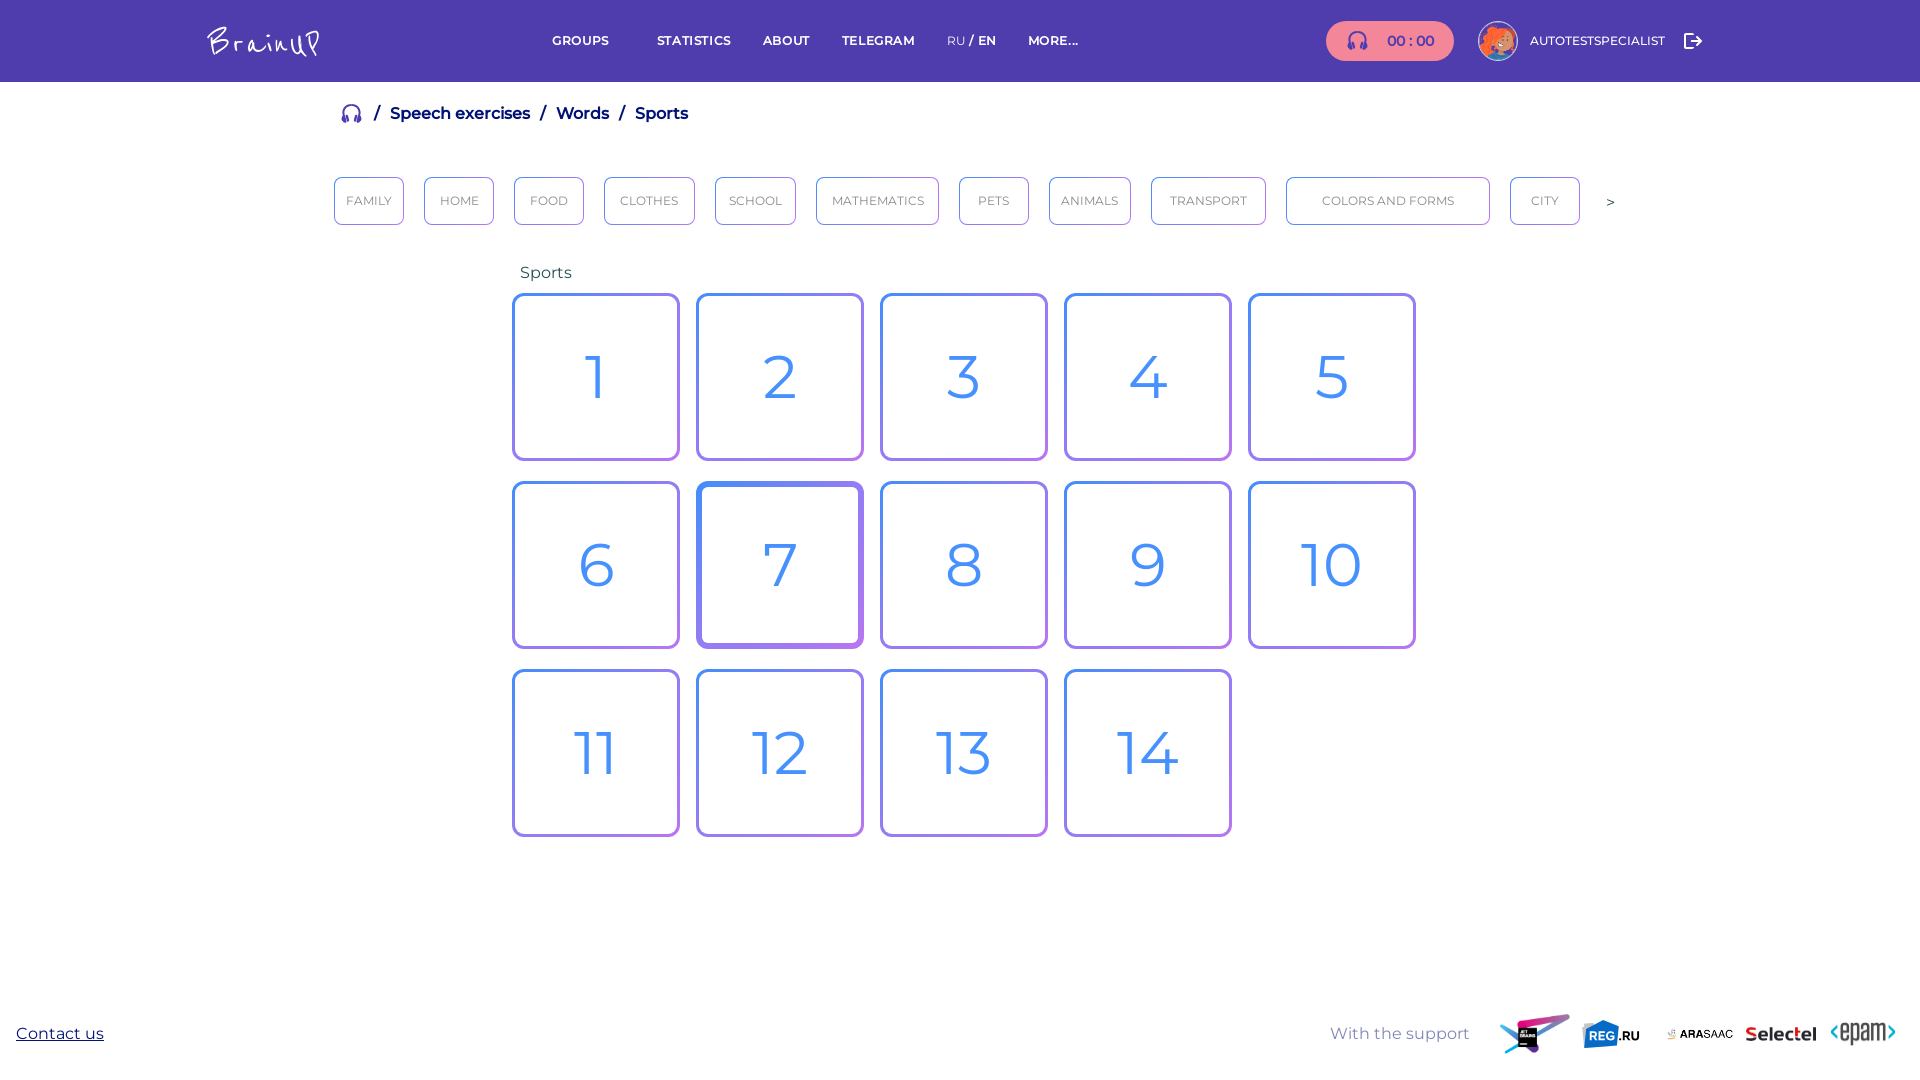 BrainUP
GROUPS STATISTICS ABOUT TELEGRAM RU / EN MORE...
00 : 00
AUTOTESTSPECIALIST
/ Speech exercises / Words / Sports
FAMILY HOME FOOD CLOTHES SCHOOL MATHEMATICS PETS ANIMALS TRANSPORT COLORS AND FORMS CITY >
Sports
1 2 3 4 5
6 7 8 9 10
11 12 13 14
Contact us
With the support
JET BRAINS
REG.RU
ARASAAC
Selectel
<epam>